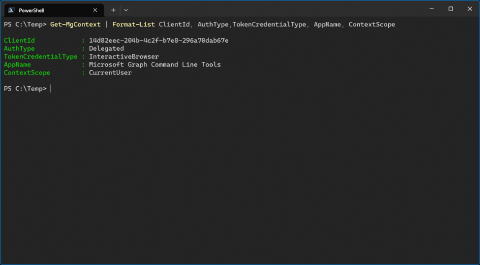 PowerShell
PS C:\Temp> Get-MgContext | Format-List ClientId, AuthType,TokenCredentialType, AppName, ContextScope
ClientId : 14d82eec-204b-4c2f-b7e8-296a70dab67e
AuthType : Delegated
TokenCredentialType : InteractiveBrowser
AppName : Microsoft Graph Command Line Tools
ContextScope : CurrentUser
PS C:\Temp>